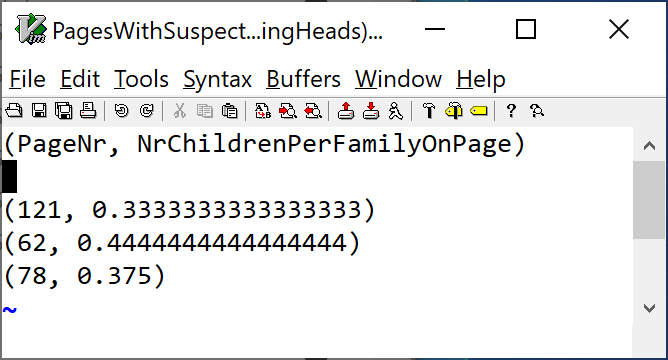 PagesWithSuspect...ingHeads)...
File Edit Tools Syntax Buffers Window Help
(PageNr, NrChildrenPerFamilyOnPage)
(121, 0.3333333333333333)
(62, 0.4444444444444444)
(78, 0.375)
~